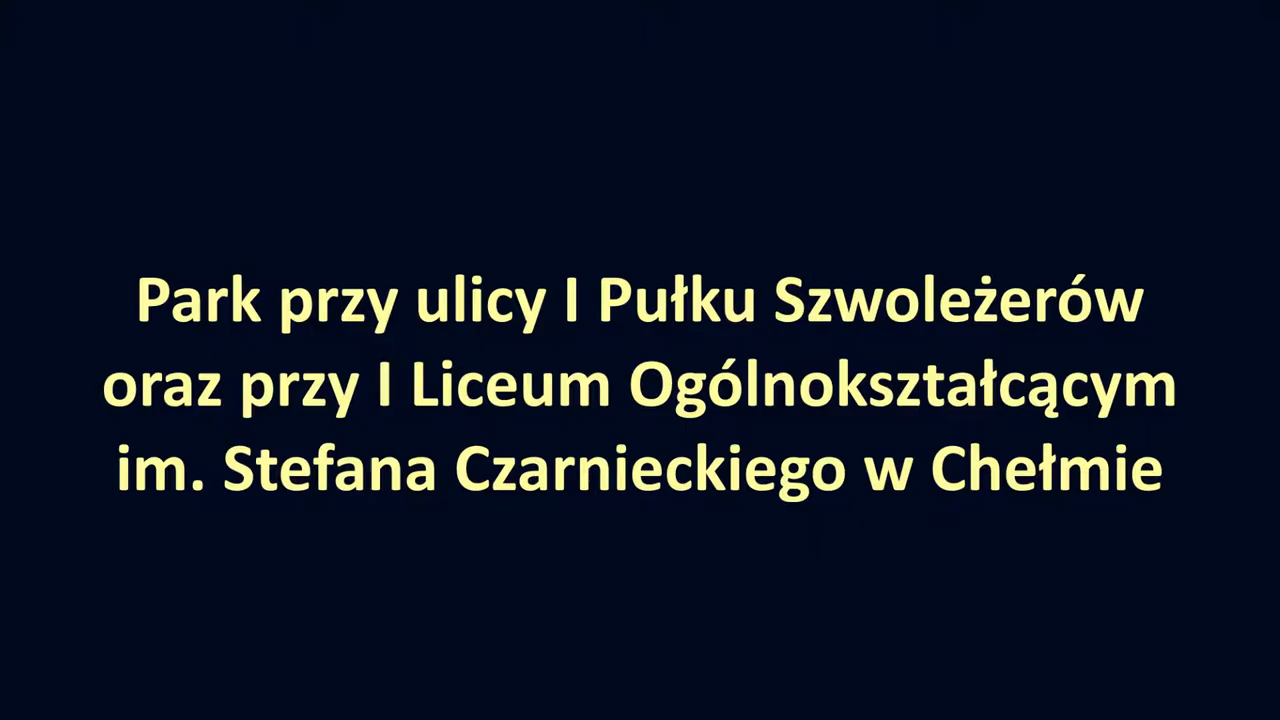 Park przy ulicy I Pułku Szwoleżerów
oraz przy I Liceum Ogólnokształcącym
im. Stefana Czarnieckiego w Chełmie